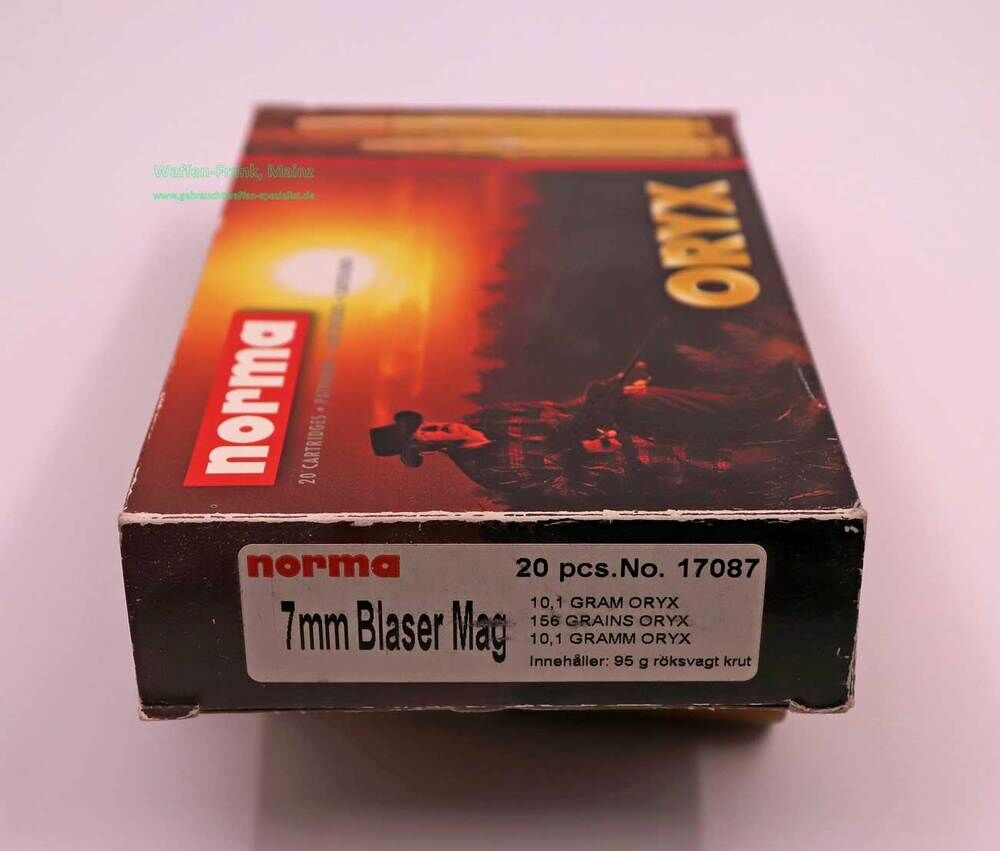 Waffen-Frank, Mainz
www.gebrauchtwaffen-spezialist.de
ORYX
norma
20 CARTRIDGES •
norma
20 pcs.No. 17087
7mm Blaser Mag
10,1 GRAM ORYX
156 GRAINS ORYX
10,1 GRAMM ORYX
Innehåller: 95 g röksvagt krut